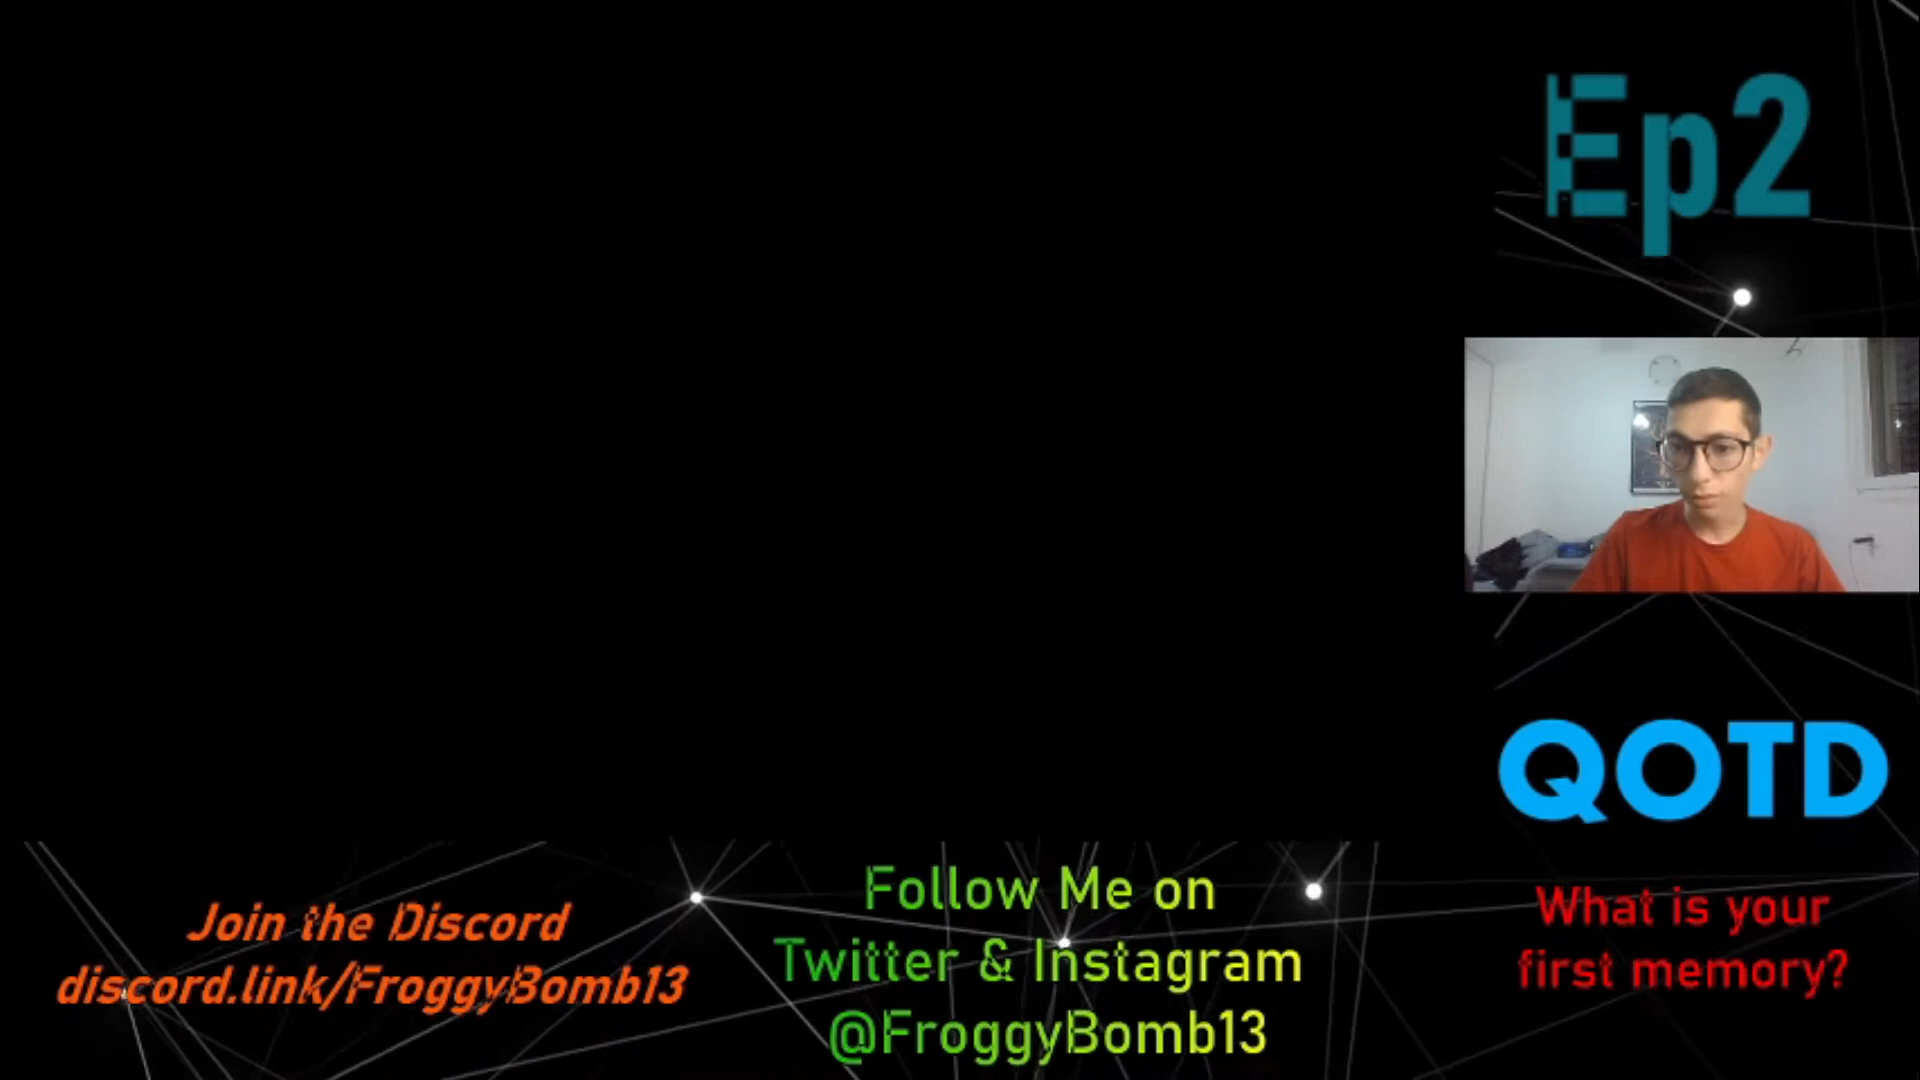 Ep2
QOTD
What is your
first memory?
Join the Discord
discord.link/FroggyBomb13
Follow Me on
Twitter & Instagram
@FroggyBomb13